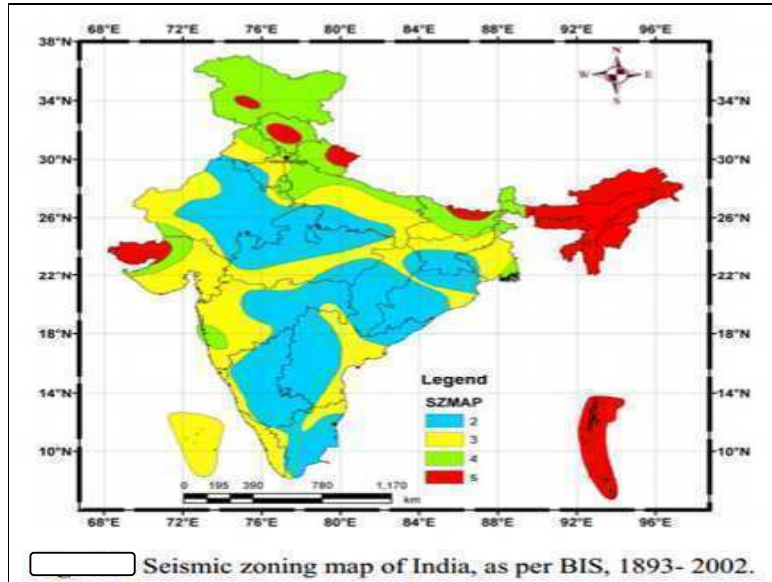 68°E 72°E 76°E 80°E 84°E 88°E 92°E 96°E
38°N
34°N 34°N
30°N 30°N
26°N 26°N
22°N 22°N
18°N 18°N
14°N 14°N
10°N 10°N
N
W E
S
Legend
SZMAP
2
3
4
5
0 195 390 780 1,170
km
68°E 72°E 76°E 80°E 84°E 88°E 92°E 96°E
Seismic zoning map of India, as per BIS, 1893- 2002.